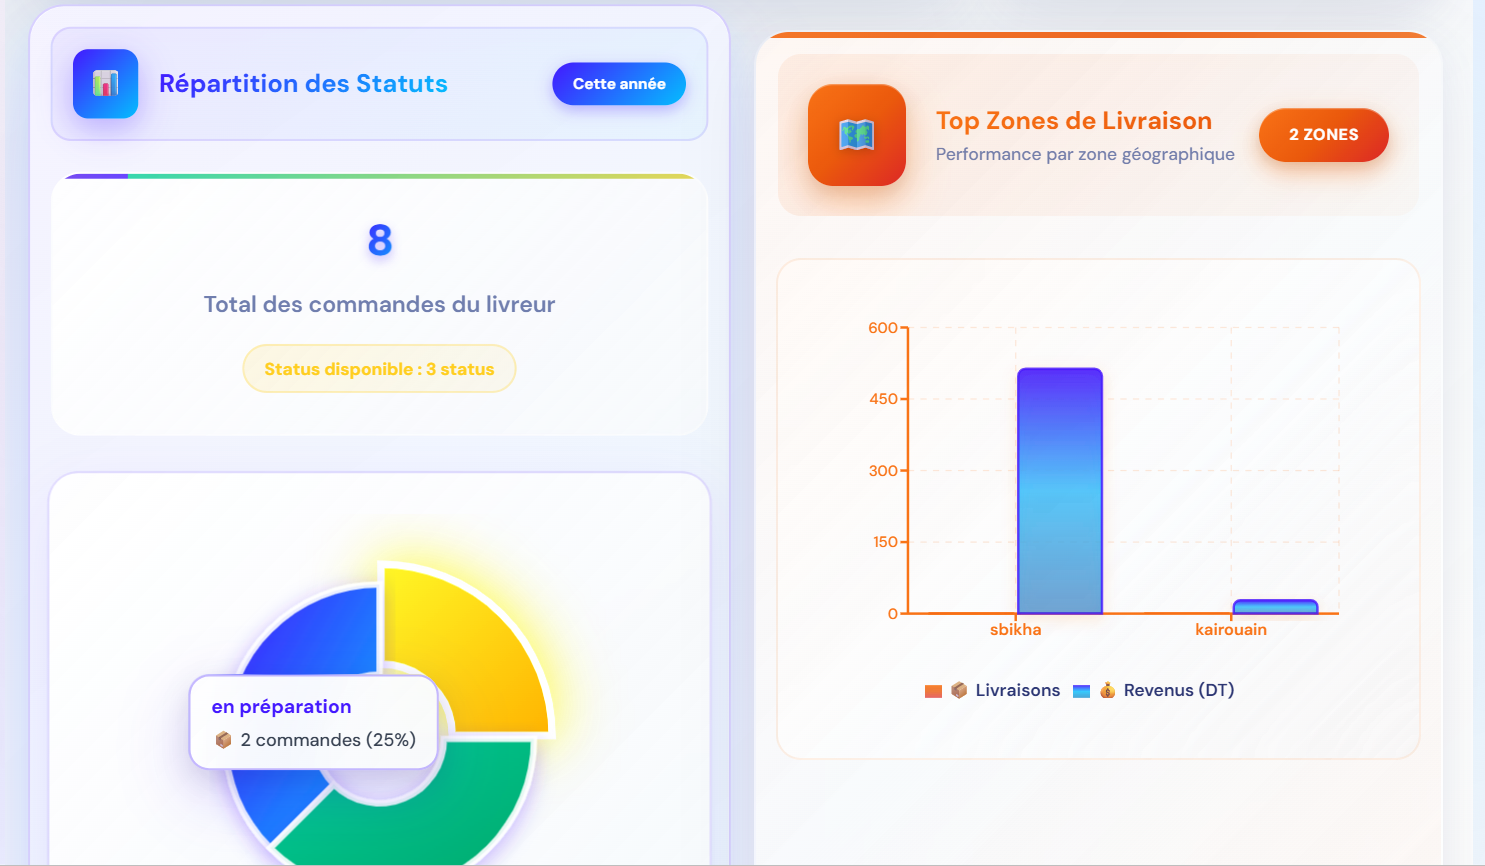 Répartition des Statuts
Cette année
8
Total des commandes du livreur
Status disponible : 3 status
en préparation
2 commandes (25%)
Top Zones de Livraison
Performance par zone géographique
2 ZONES
600
450
300
150
0
sbikha
kairouain
Livraisons
Revenus (DT)